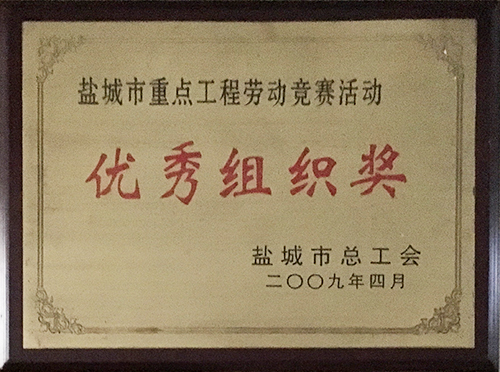 盐城市重点工程劳动竞赛活动
优秀组织奖
盐城市总工会
二〇〇九年四月